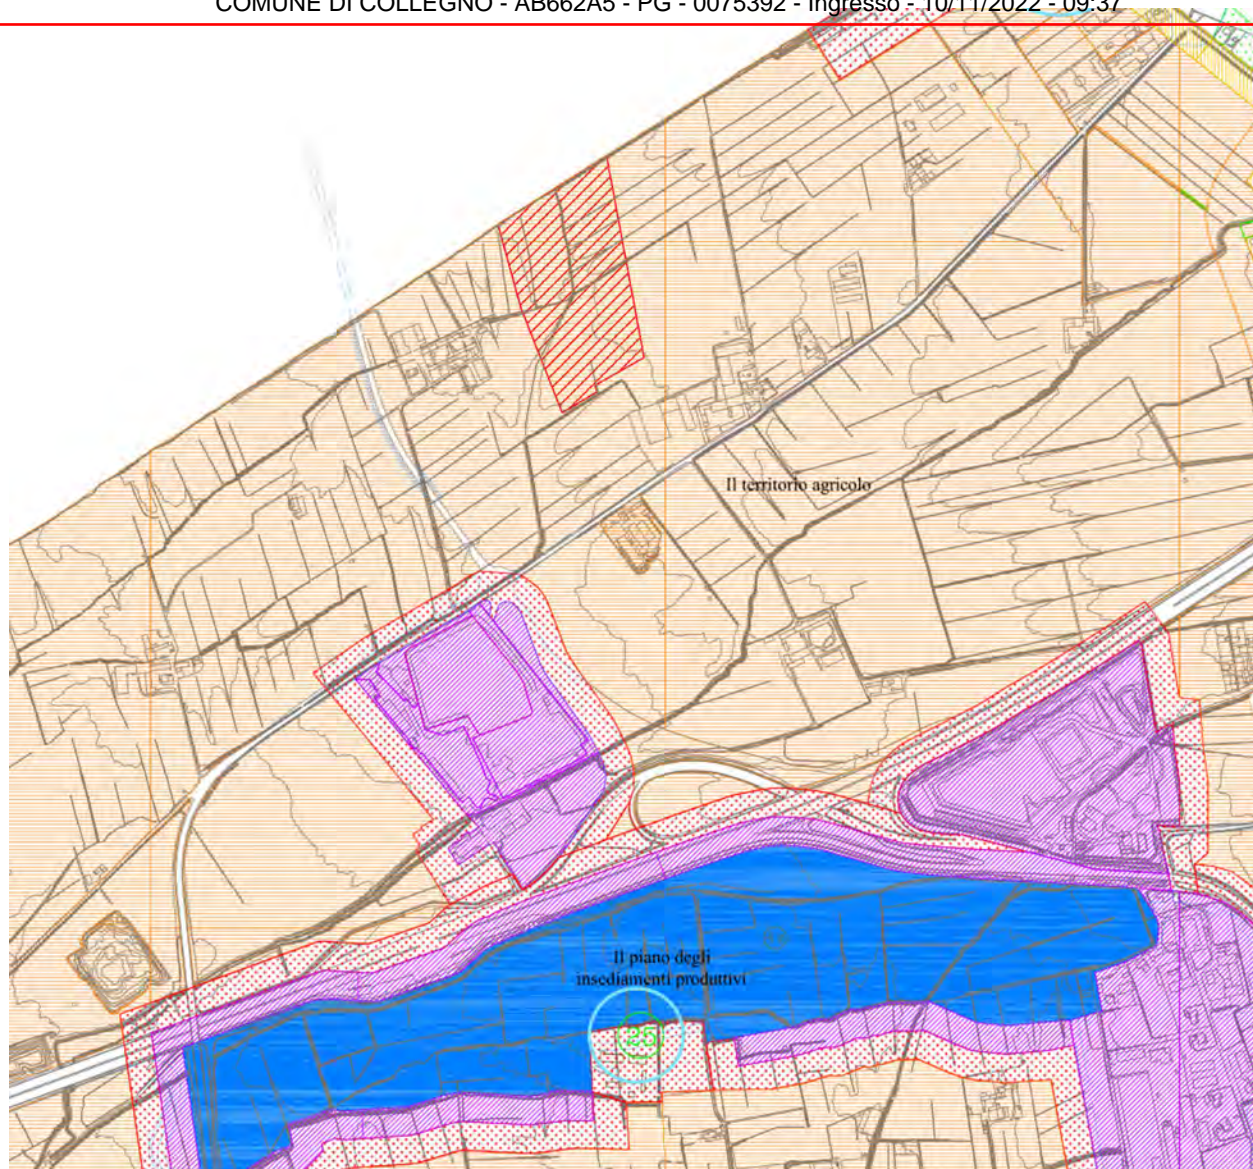 COMUNE DI COLLEGNO - AB662A5 - PG - 0075392 - Ingresso - 10/11/2022 - 09:37
Il territorio agricolo
Il piano degli
insediamenti produttivi
25